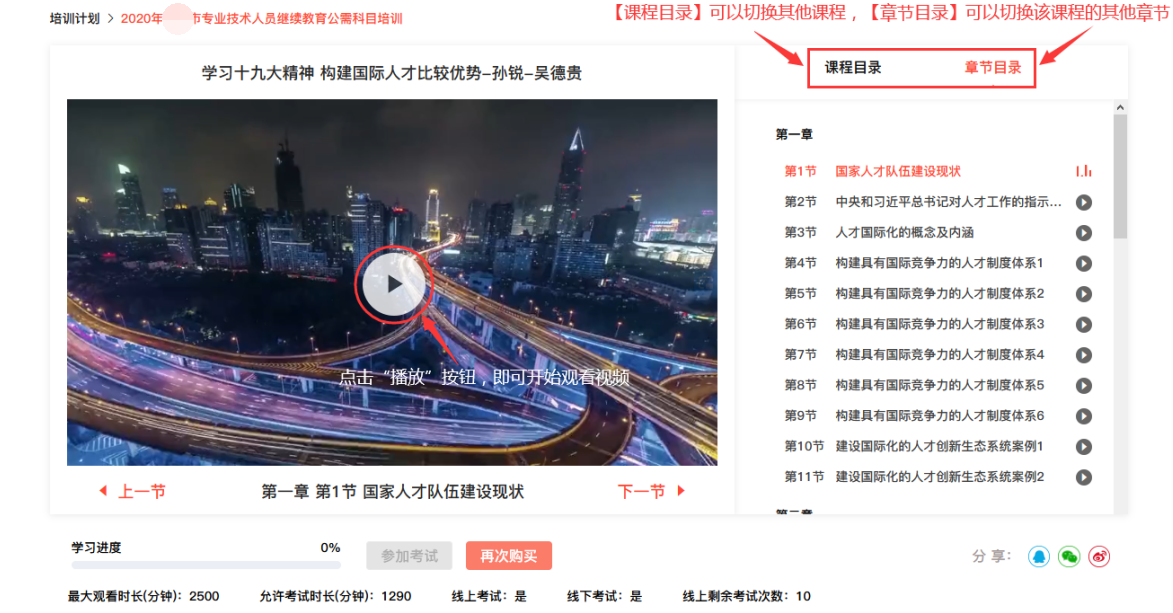 【课程目录】可以切换其他课程，【章节目录】可以切换该课程的其他章节
培训计划 > 2020年 市专业技术人员继续教育公需科目培训
学习十九大精神 构建国际人才比较优势-孙锐-吴德贵
课程目录 章节目录
第一章
第1节 国家人才队伍建设现状
第2节 中央和习近平总书记对人才工作的指示...
第3节 人才国际化的概念及内涵
第4节 构建具有国际竞争力的人才制度体系1
第5节 构建具有国际竞争力的人才制度体系2
第6节 构建具有国际竞争力的人才制度体系3
第7节 构建具有国际竞争力的人才制度体系4
第8节 构建具有国际竞争力的人才制度体系5
第9节 构建具有国际竞争力的人才制度体系6
第10节 建设国际化的人才创新生态系统案例1
第11节 建设国际化的人才创新生态系统案例2
点击“播放”按钮，即可开始观看视频
上一节 第一章 第1节 国家人才队伍建设现状 下一节
学习进度 0% 参加考试 再次购买 分享：
最大观看时长(分钟)：2500 允许考试时长(分钟)：1290 线上考试：是 线下考试：是 线上剩余考试次数：10